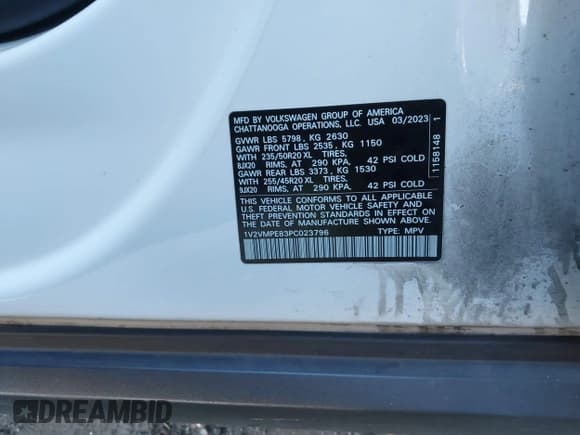 MFD BY VOLKSWAGEN GROUP OF AMERICA
CHATTANOOGA OPERATIONS, LLC. USA 03/2023
GVWR LBS 5798, KG 2630
GAWR FRONT LBS 2535, KG 1150
WITH 235/50R20 XL TIRES,
8JX20 RIMS, AT 290 KPA, 42 PSI COLD
GAWR REAR LBS 3373, KG 1530
WITH 255/45R20 XL TIRES,
9JX20 RIMS, AT 290 KPA, 42 PSI COLD
THIS VEHICLE CONFORMS TO ALL APPLICABLE
U.S. FEDERAL MOTOR VEHICLE SAFETY AND
THEFT PREVENTION STANDARDS IN EFFECT ON
THE DATE OF MANUFACTURE SHOWN ABOVE.
1V2VMPE83PC023796 TYPE: MPV
1158148 1
DREAMBID